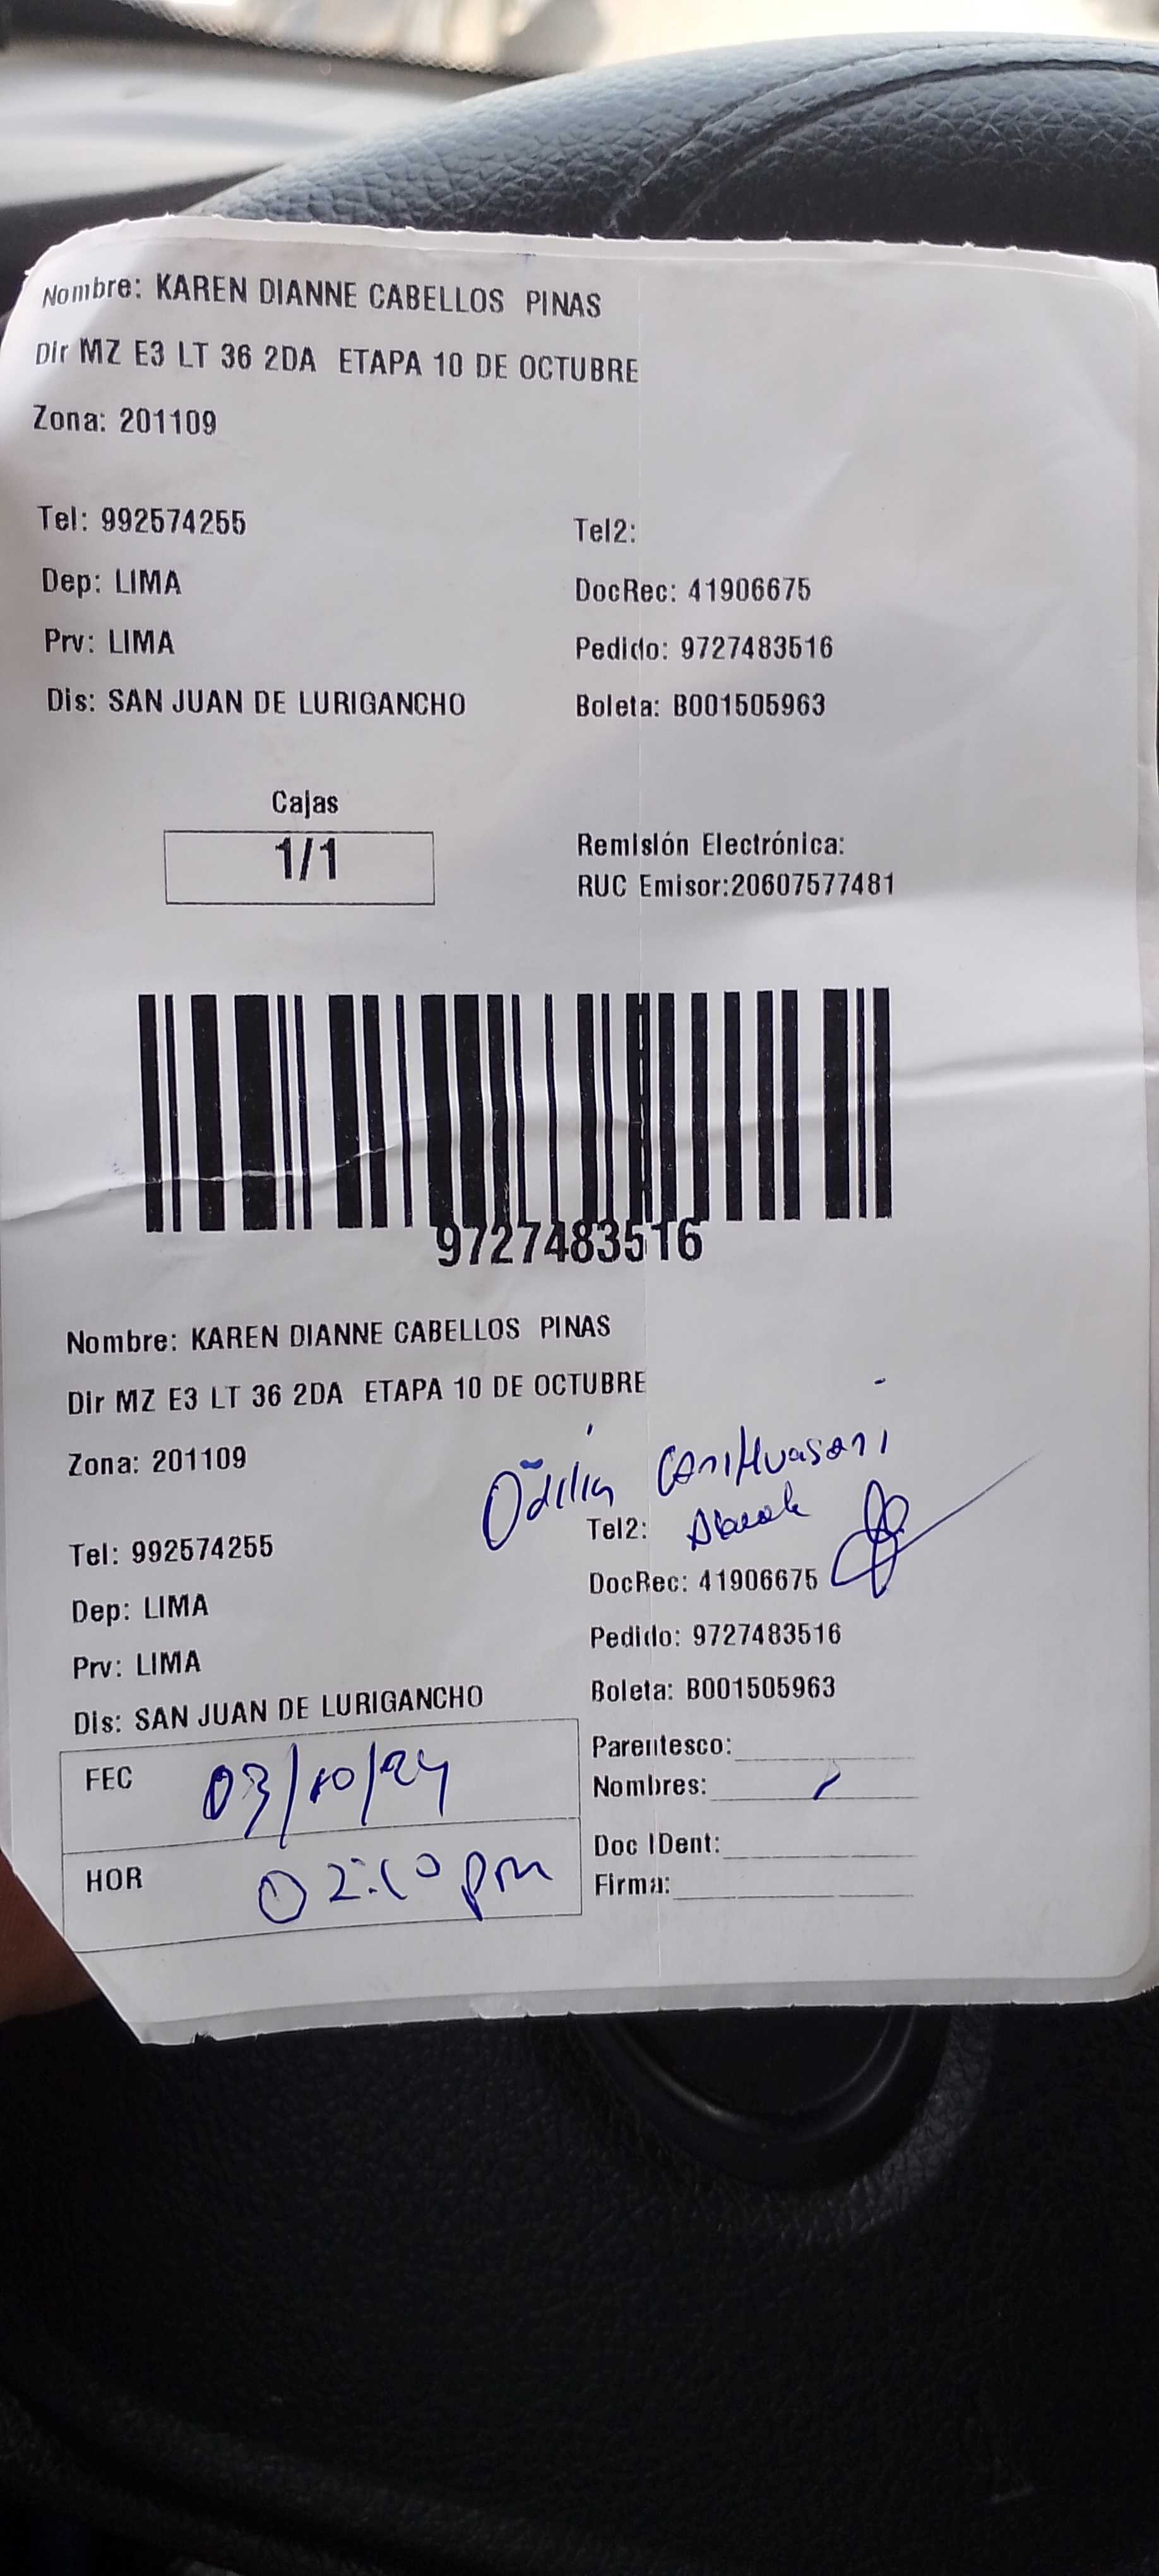 Nombre: KAREN DIANNE CABELLOS PINAS
Dir MZ E3 LT 36 2DA ETAPA 10 DE OCTUBRE
Zona: 201109
Tel: 992574255
Tel2:
Dep: LIMA
DocRec: 41906675
Prv: LIMA
Pedido: 9727483516
Dis: SAN JUAN DE LURIGANCHO
Boleta: B001505963
Cajas
1/1
Remisión Electrónica:
RUC Emisor:20607577481
9727483516
Nombre: KAREN DIANNE CABELLOS PINAS
Dir MZ E3 LT 36 2DA ETAPA 10 DE OCTUBRE
Zona: 201109
Odilia
Tel: 992574255
Tel2:
Dep: LIMA
DocRec: 41906675
Prv: LIMA
Pedido: 9727483516
Dis: SAN JUAN DE LURIGANCHO
Boleta: B001505963
FEC 03/10/24
Parentesco:
Nombres:
HOR 02:10 pm
Doc IDent:
Firma: